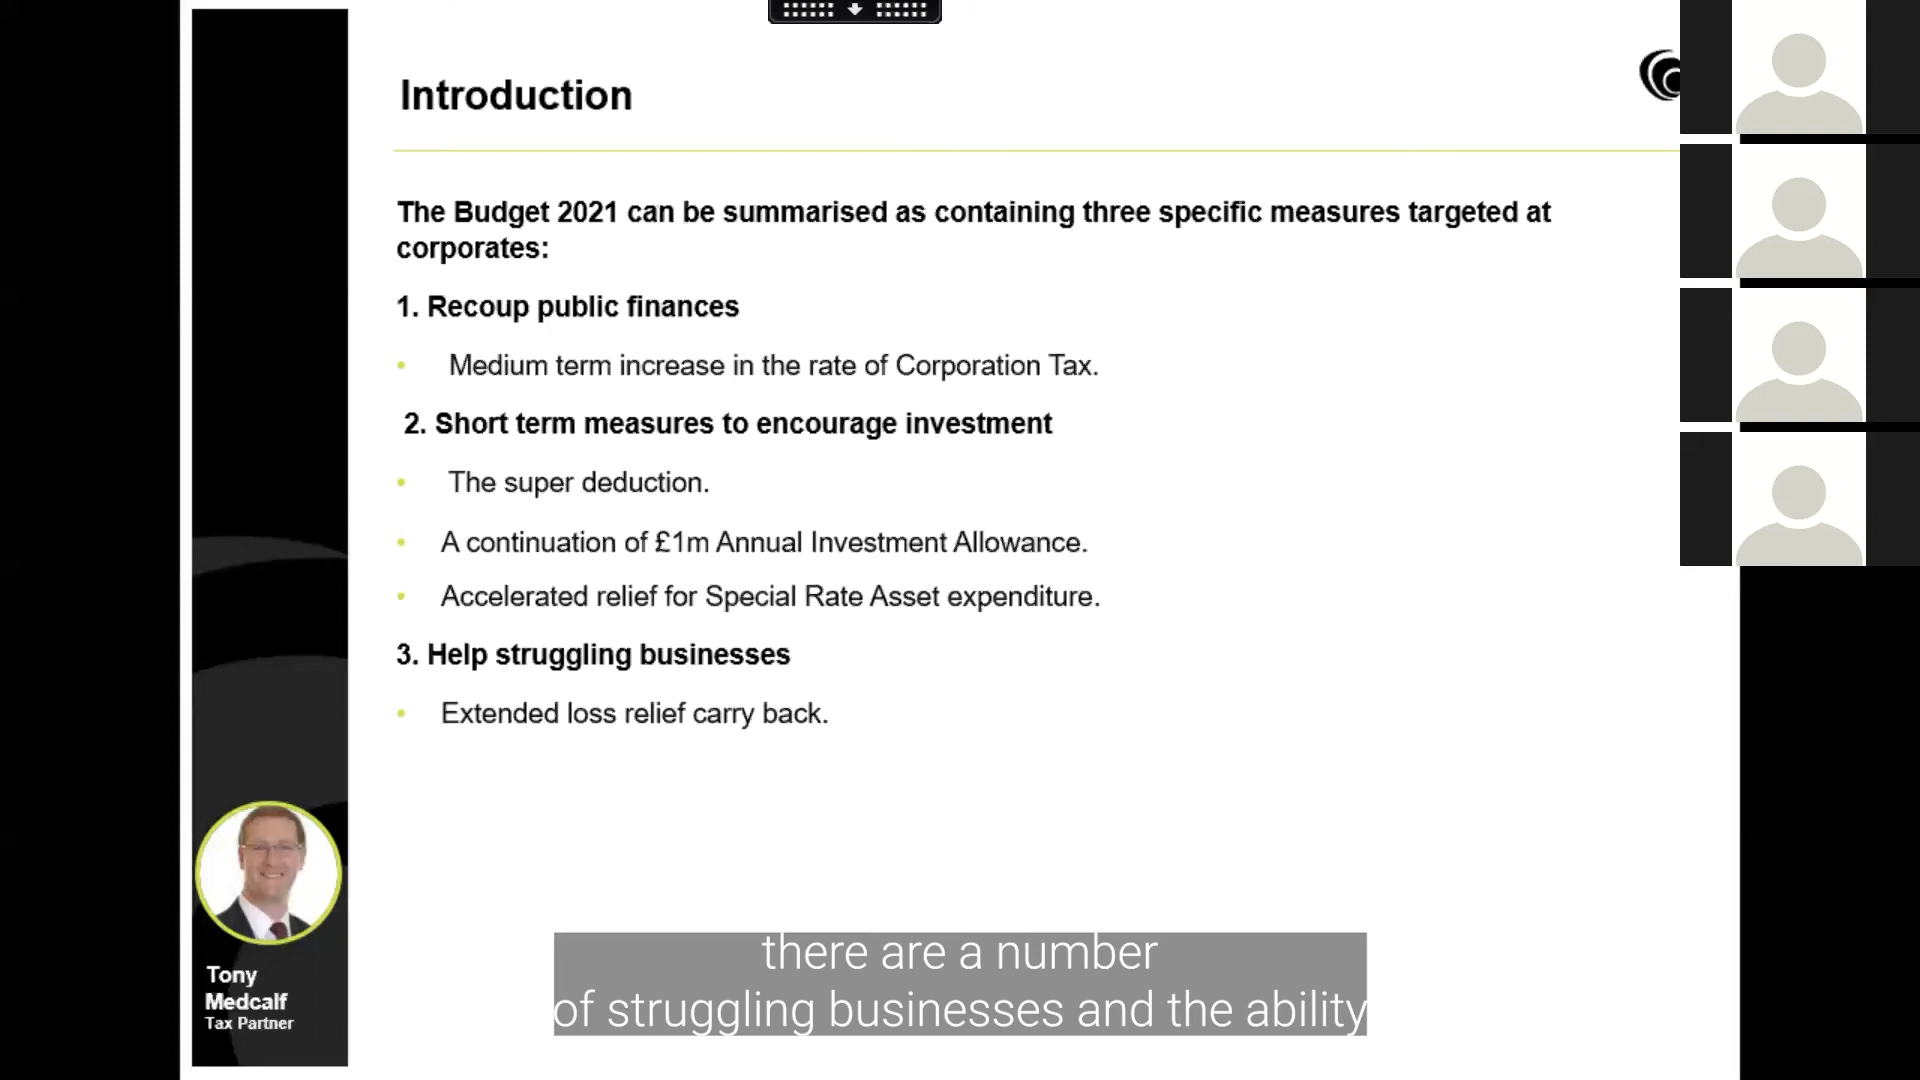 Introduction
The Budget 2021 can be summarised as containing three specific measures targeted at
corporates:
1. Recoup public finances
• Medium term increase in the rate of Corporation Tax.
2. Short term measures to encourage investment
• The super deduction.
• A continuation of £1m Annual Investment Allowance.
• Accelerated relief for Special Rate Asset expenditure.
3. Help struggling businesses
• Extended loss relief carry back.
Tony
Medcalf
Tax Partner
there are a number
of struggling businesses and the ability